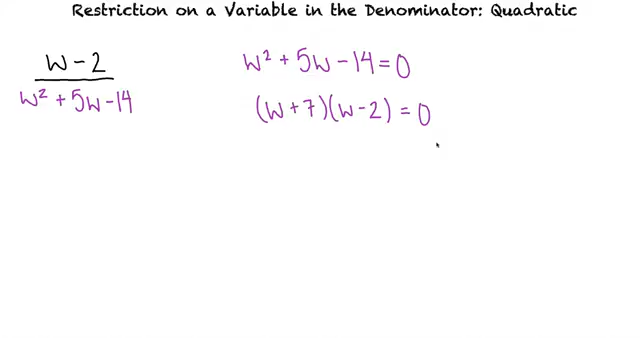 Restriction on a Variable in the Denominator: Quadratic
w - 2
w² + 5w - 14
w² + 5w - 14 = 0
(w + 7)(w - 2) = 0